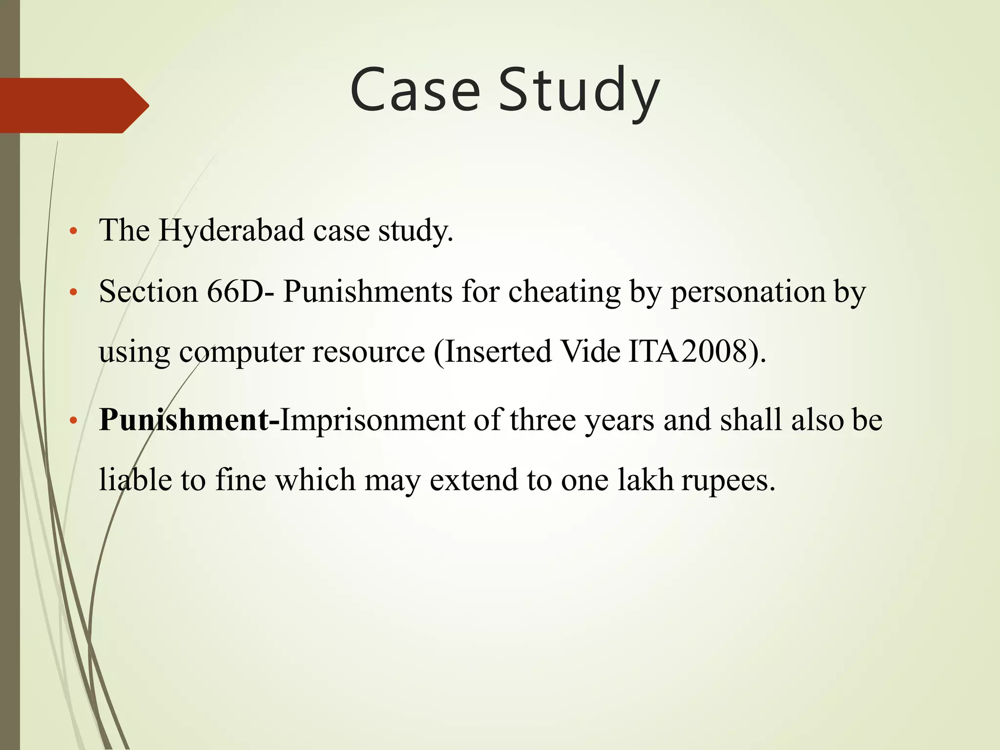 Case Study
• The Hyderabad case study.
• Section 66D- Punishments for cheating by personation by
using computer resource (Inserted Vide ITA2008).
• Punishment-Imprisonment of three years and shall also be
liable to fine which may extend to one lakh rupees.